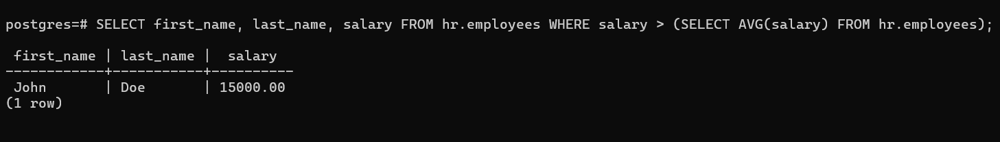 postgres=# SELECT first_name, last_name, salary FROM hr.employees WHERE salary > (SELECT AVG(salary) FROM hr.employees);
 first_name | last_name |  salary
------------+-----------+----------
 John       | Doe       | 15000.00
(1 row)